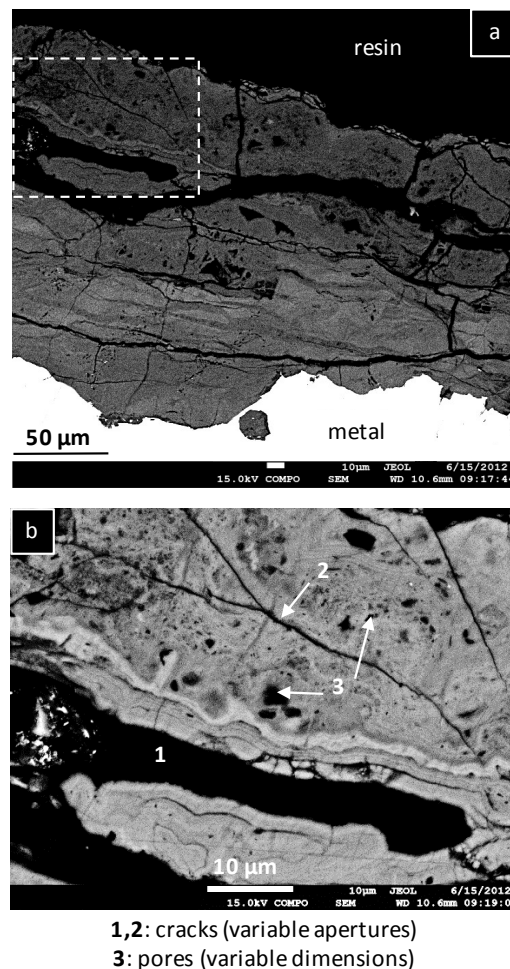 resin
a
50 µm
metal
10µm JEOL 6/15/2012
15.0kV COMPO SEM WD 10.6mm 09:17:44
b
2
3
1
10 µm
10µm JEOL 6/15/2012
15.0kV COMPO SEM WD 10.6mm 09:19:0
1,2: cracks (variable apertures)
3: pores (variable dimensions)